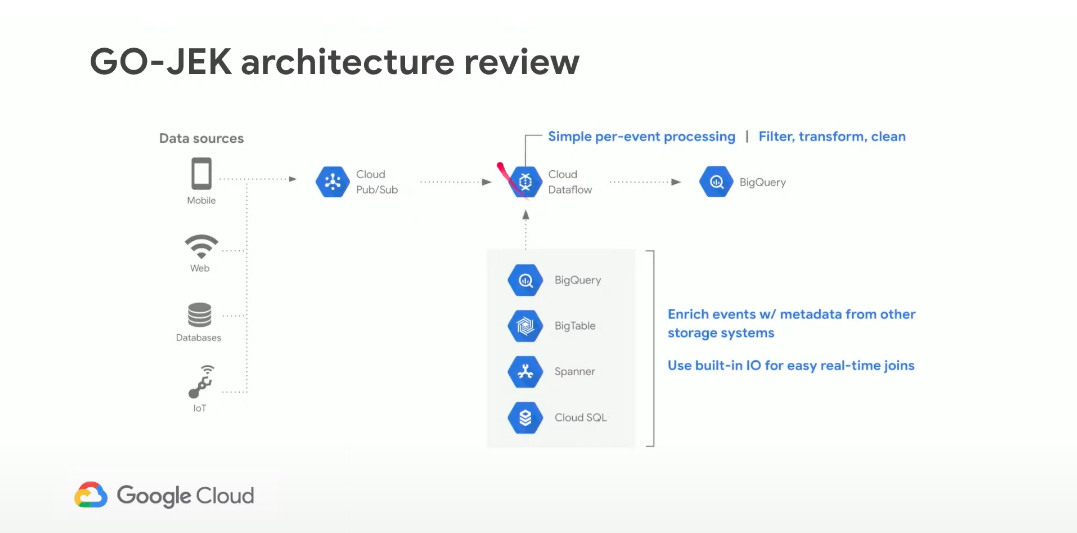 GO-JEK architecture review
Data sources
Simple per-event processing | Filter, transform, clean
Mobile
Cloud
Pub/Sub
Cloud
Dataflow
BigQuery
Web
Databases
IoT
BigQuery
BigTable
Spanner
Cloud SQL
Enrich events w/ metadata from other
storage systems
Use built-in IO for easy real-time joins
Google Cloud